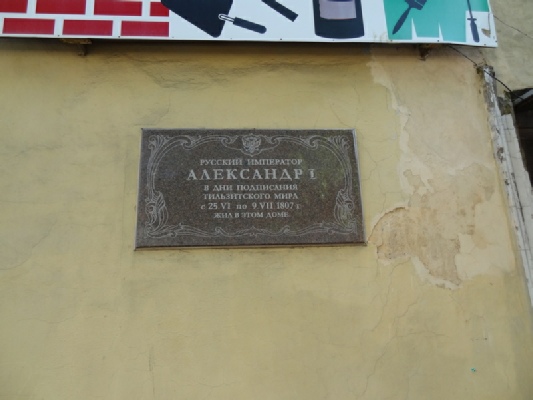 РУССКИЙ ИМПЕРАТОР
АЛЕКСАНДР I.
В ДНИ ПОДПИСАНИЯ
ТИЛЬЗИТСКОГО МИРА
с 25 VI по 9 VII 1807 г.
ЖИЛ В ЭТОМ ДОМЕ